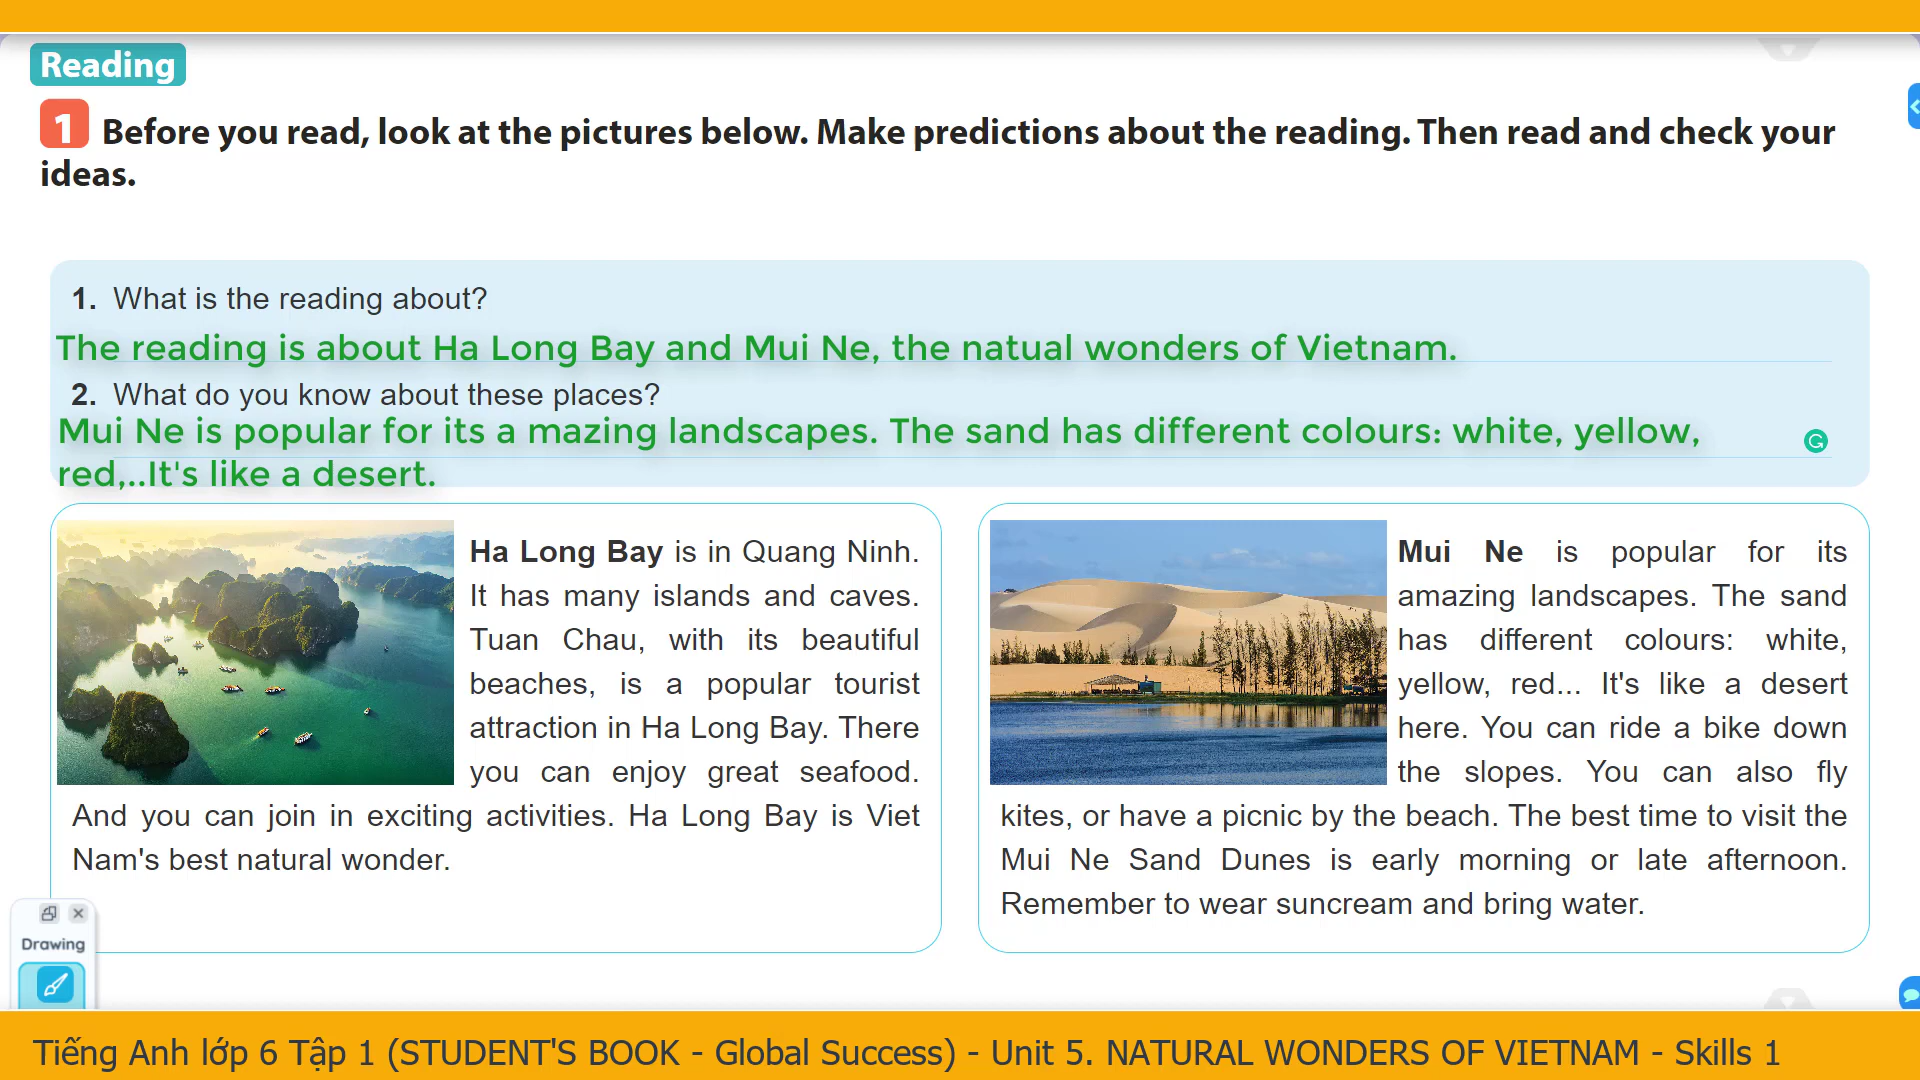 Reading
1 Before you read, look at the pictures below. Make predictions about the reading. Then read and check your
ideas.
1. What is the reading about?
The reading is about Ha Long Bay and Mui Ne, the natual wonders of Vietnam.
2. What do you know about these places?
Mui Ne is popular for its a mazing landscapes. The sand has different colours: white, yellow,
red,..It's like a desert.
Ha Long Bay is in Quang Ninh.
It has many islands and caves.
Tuan Chau, with its beautiful
beaches, is a popular tourist
attraction in Ha Long Bay. There
you can enjoy great seafood.
And you can join in exciting activities. Ha Long Bay is Viet
Nam's best natural wonder.
Mui Ne is popular for its
amazing landscapes. The sand
has different colours: white,
yellow, red... It's like a desert
here. You can ride a bike down
the slopes. You can also fly
kites, or have a picnic by the beach. The best time to visit the
Mui Ne Sand Dunes is early morning or late afternoon.
Remember to wear suncream and bring water.
Drawing
Tiếng Anh lớp 6 Tập 1 (STUDENT'S BOOK - Global Success) - Unit 5. NATURAL WONDERS OF VIETNAM - Skills 1